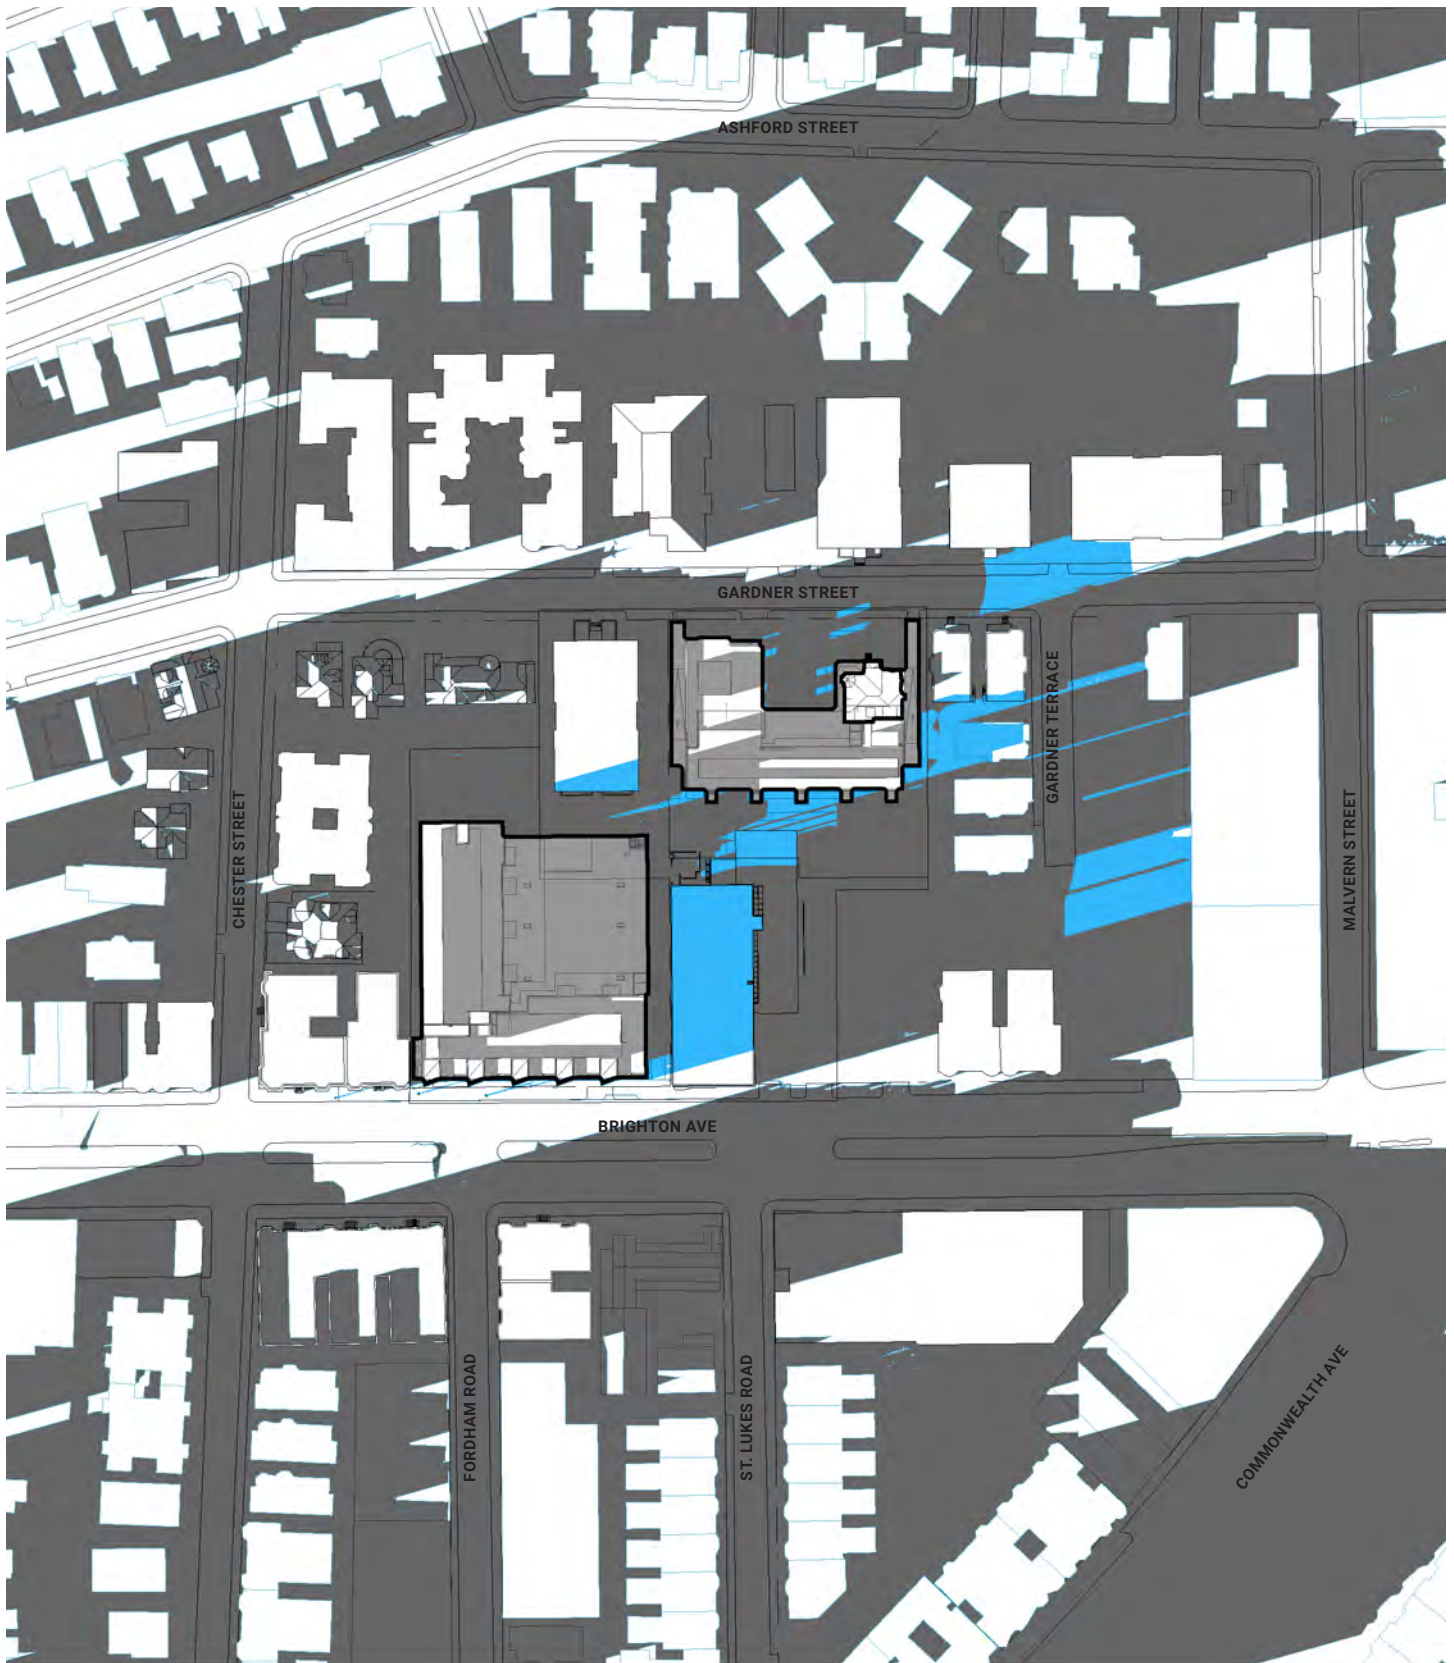 ASHFORD STREET
GARDNER STREET
GARDNER TERRACE
CHESTER STREET
MALVERN STREET
BRIGHTON AVE
FORDHAM ROAD
ST. LUKES ROAD
COMMONWEALTH AVE